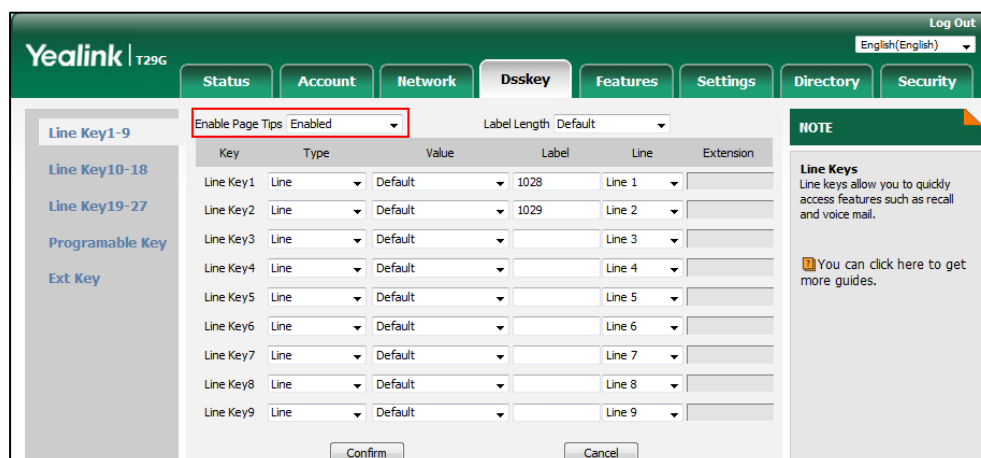 Log Out
Yealink T29G
English(English)
Status Account Network Dsskey Features Settings Directory Security
Line Key1-9
Line Key10-18
Line Key19-27
Programable Key
Ext Key
Enable Page Tips Enabled Label Length Default
Key Type Value Label Line Extension
Line Key1 Line Default 1028 Line 1
Line Key2 Line Default 1029 Line 2
Line Key3 Line Default Line 3
Line Key4 Line Default Line 4
Line Key5 Line Default Line 5
Line Key6 Line Default Line 6
Line Key7 Line Default Line 7
Line Key8 Line Default Line 8
Line Key9 Line Default Line 9
Confirm Cancel
NOTE
Line Keys
Line keys allow you to quickly
access features such as recall
and voice mail.
You can click here to get
more guides.